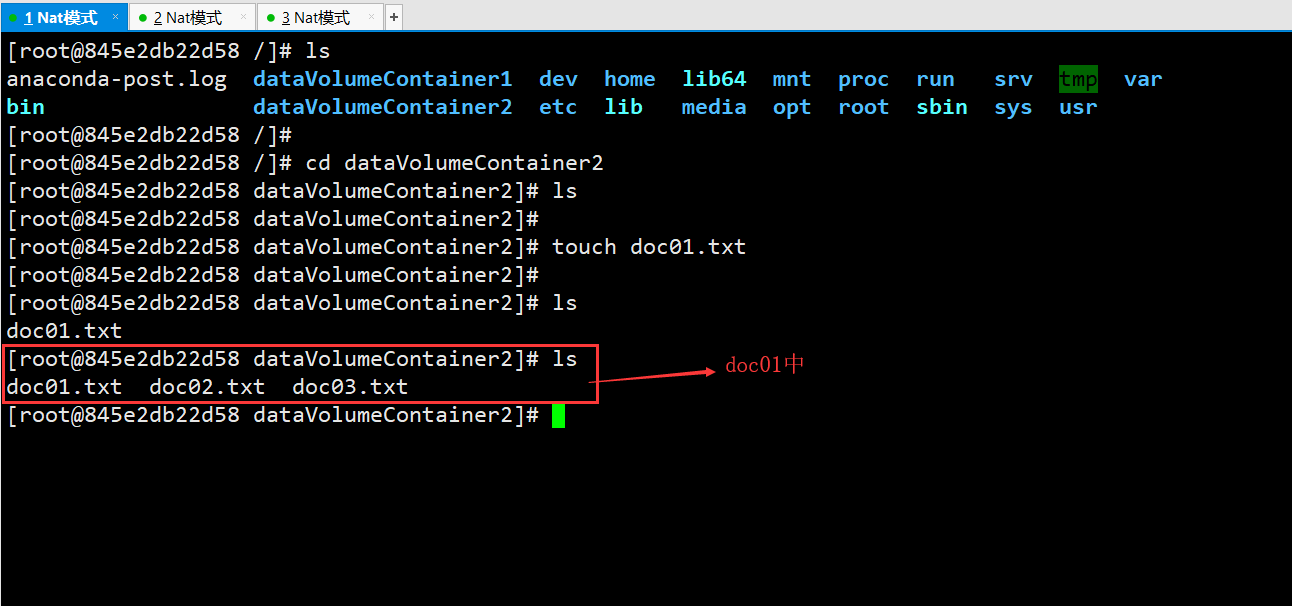 1 Nat模式 × 2 Nat模式 × 3 Nat模式 × +
[root@845e2db22d58 /]# ls
anaconda-post.log  dataVolumeContainer1  dev  home  lib64  mnt  proc  run  srv  tmp  var
bin  dataVolumeContainer2  etc  lib  media  opt  root  sbin  sys  usr
[root@845e2db22d58 /]#
[root@845e2db22d58 /]# cd dataVolumeContainer2
[root@845e2db22d58 dataVolumeContainer2]# ls
[root@845e2db22d58 dataVolumeContainer2]#
[root@845e2db22d58 dataVolumeContainer2]# touch doc01.txt
[root@845e2db22d58 dataVolumeContainer2]#
[root@845e2db22d58 dataVolumeContainer2]# ls
doc01.txt
[root@845e2db22d58 dataVolumeContainer2]# ls
doc01中
doc01.txt  doc02.txt  doc03.txt
[root@845e2db22d58 dataVolumeContainer2]#